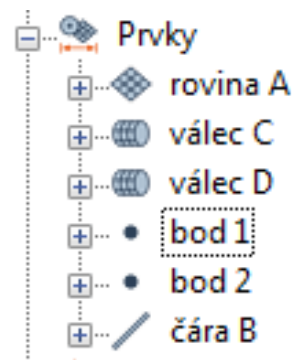 Prvky
rovina A
válec C
válec D
bod 1
bod 2
čára B